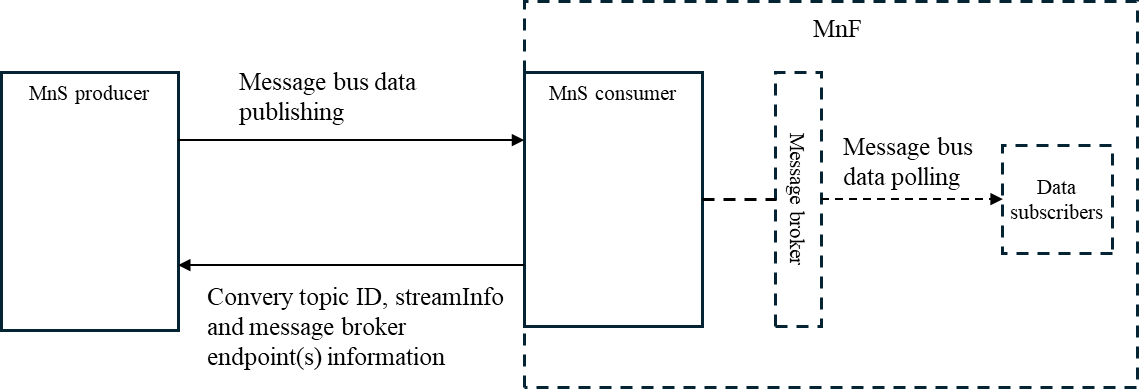 MnF
MnS producer
Message bus data
publishing
MnS consumer
Message broker
Message bus
data polling
Data
subscribers
Convery topic ID, streamInfo
and message broker
endpoint(s) information